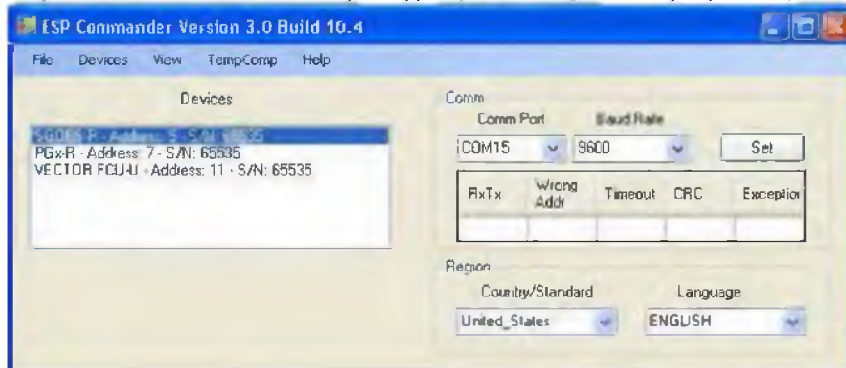 ESP Commander Version 3.0 Build 10.4
File Devices View TempComp Help
Devices
Address: S/N: 65535
PGx-R - Address: 7 - S/N: 65535
VECTOR FCU-U - Address: 11 - S/N: 65535
Comm
Comm Port Baud Rate
COM15 9600 Set
RxTx Wrong Addr Timeout CRC Exception
Region
Country/Standard Language
United_States ENGLISH